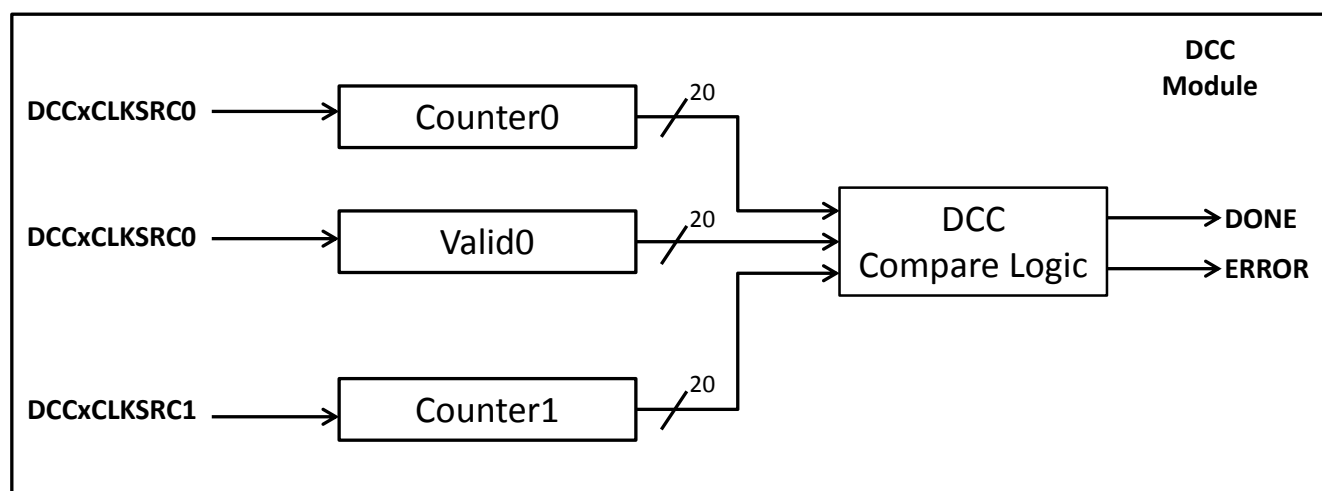 DCC
Module
DCCxCLKSRC0
Counter0
20
DCCxCLKSRC0
Valid0
20
DCC
Compare Logic
DONE
ERROR
DCCxCLKSRC1
Counter1
20